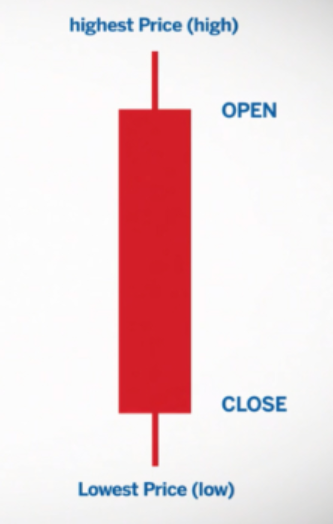 highest Price (high)
OPEN
CLOSE
Lowest Price (low)